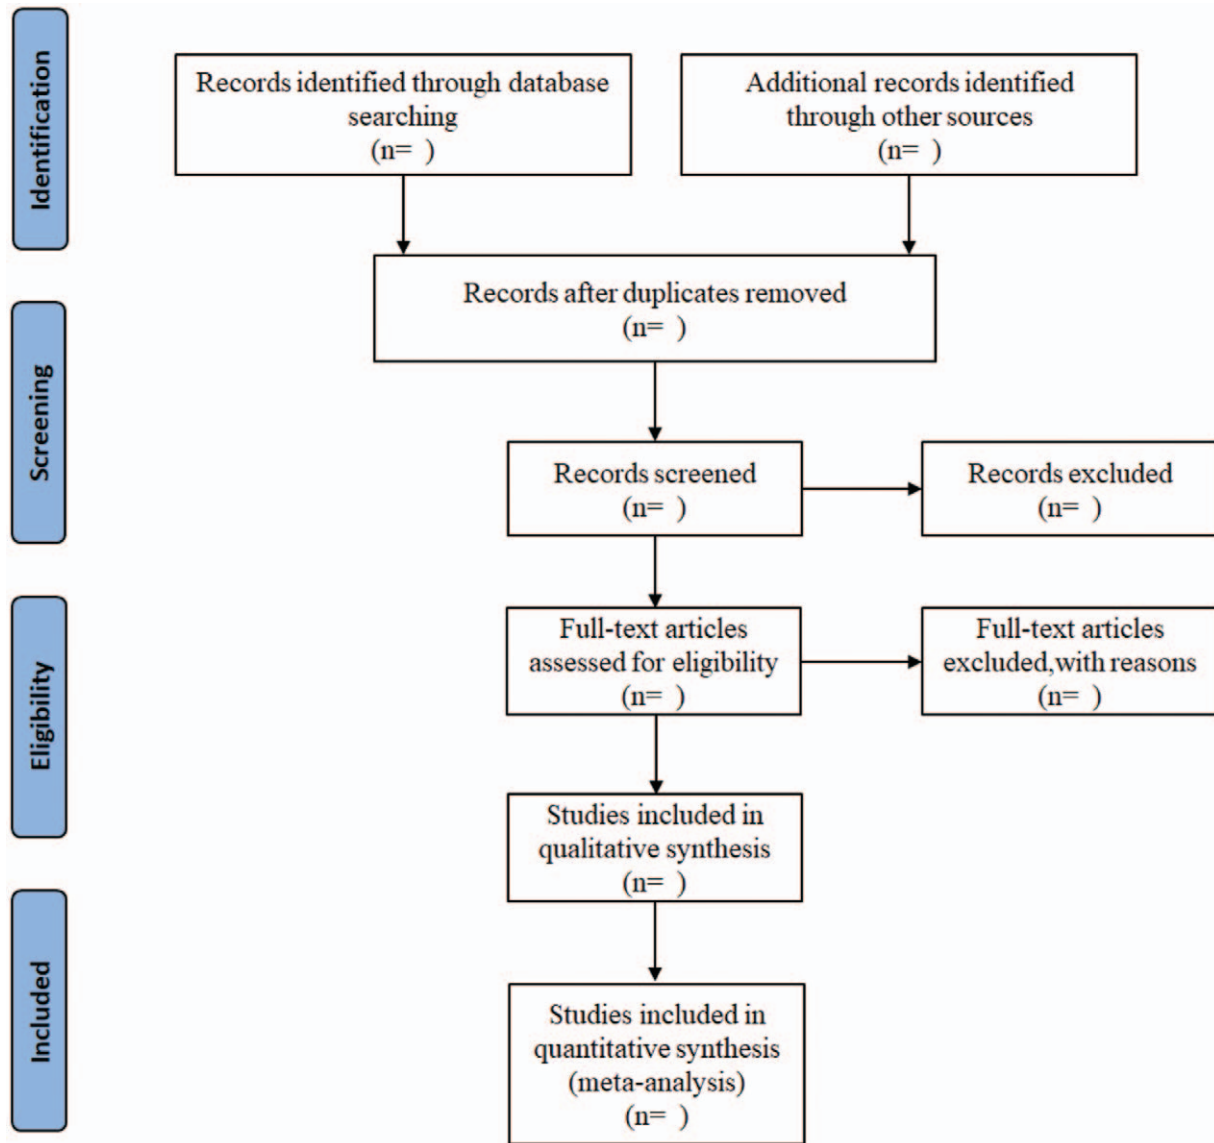 Identification
Records identified through database
searching
(n= )
Additional records identified
through other sources
(n= )
Records after duplicates removed
(n= )
Screening
Records screened
(n= )
Records excluded
(n= )
Eligibility
Full-text articles
assessed for eligibility
(n= )
Full-text articles
excluded,with reasons
(n= )
Studies included in
qualitative synthesis
(n= )
Included
Studies included in
quantitative synthesis
(meta-analysis)
(n= )